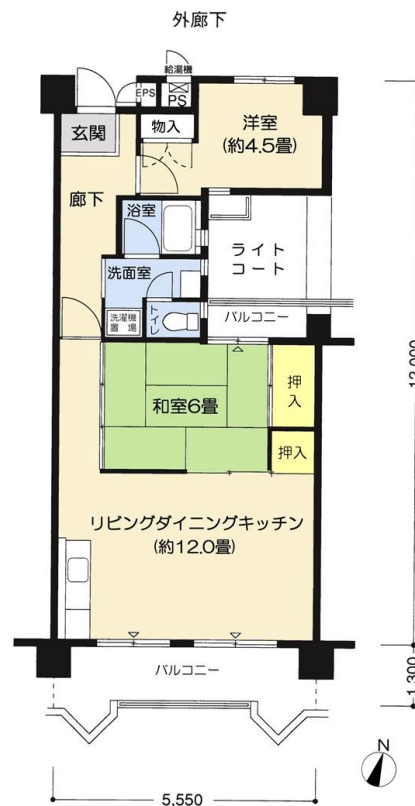 外廊下
給湯機
EPS
PS
玄関
物入
洋室
(約4.5畳)
廊下
浴室
ライト
コート
洗面室
洗濯機
置場
トイレ
バルコニー
和室6畳
押入
押入
リビングダイニングキッチン
(約12.0畳)
バルコニー
1,300
N
5,550